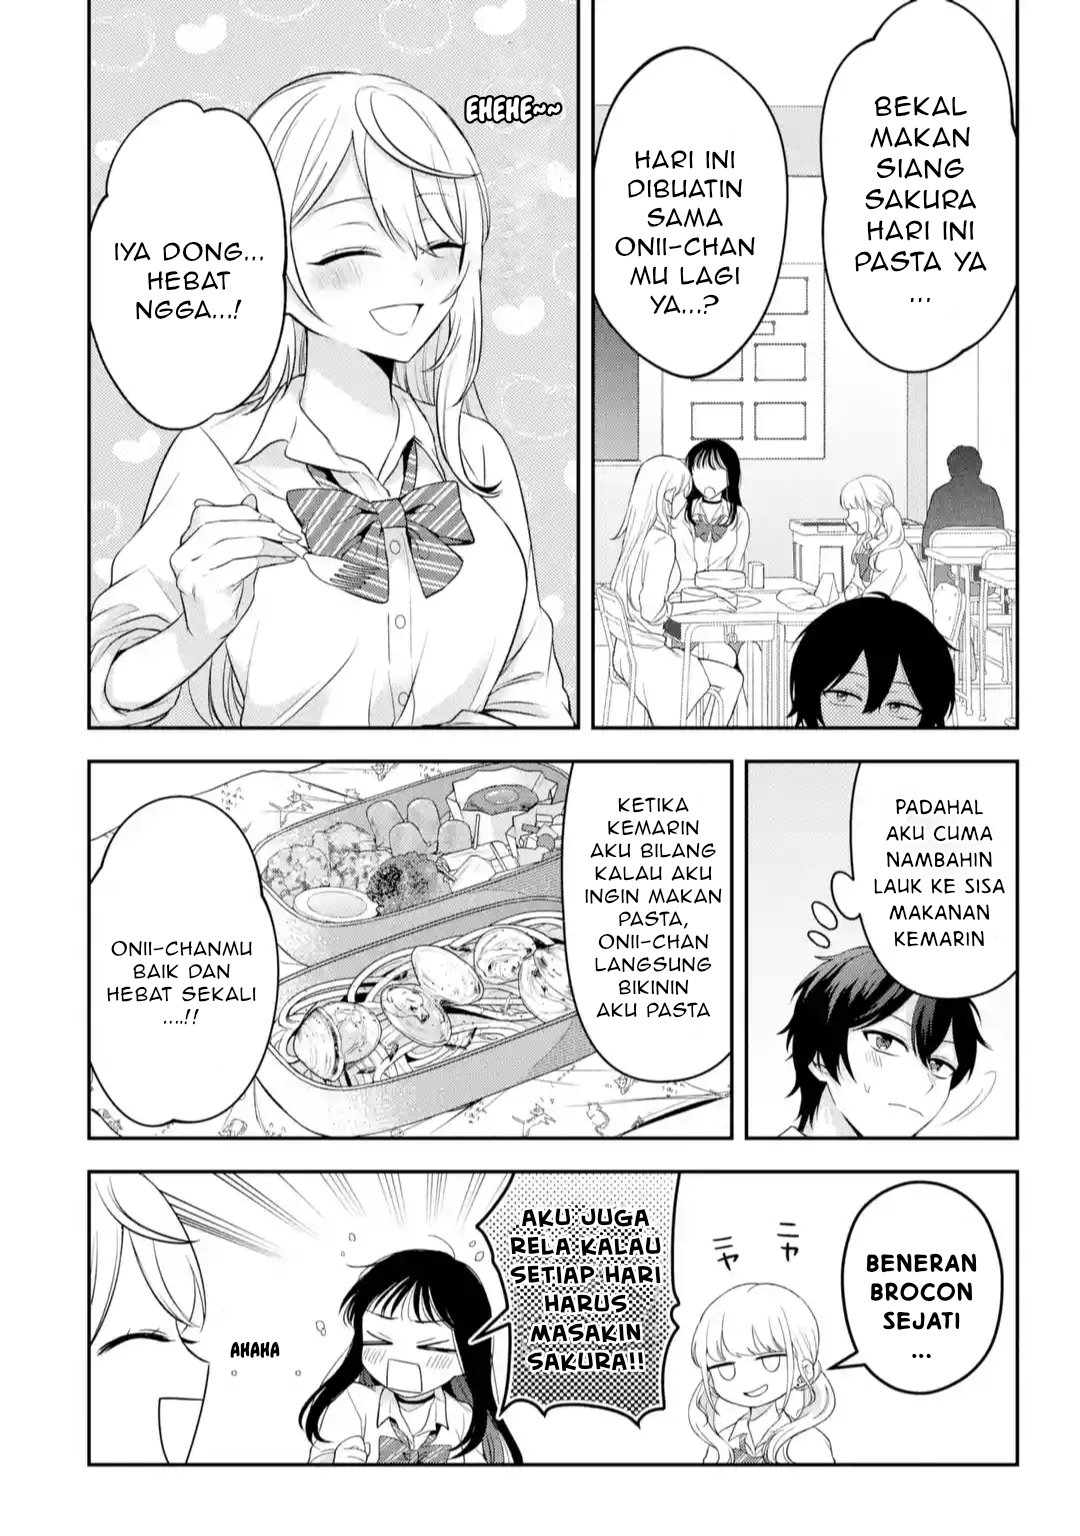 BEKAL
MAKAN
SIANG
SAKURA
HARI INI
PASTA YA
...
HARI INI
DIBUATIN
SAMA
ONII-CHAN
MU LAGI
YA...?
EHEHE~~
IYA DONG...
HEBAT
NGGA...!
PADAHAL
AKU CUMA
NAMBAHIN
LAUK KE SISA
MAKANAN
KEMARIN
KETIKA
KEMARIN
AKU BILANG
KALAU AKU
INGIN MAKAN
PASTA,
ONII-CHAN
LANGSUNG
BIKININ
AKU PASTA
ONII-CHANMU
BAIK DAN
HEBAT SEKALI
....!!
BENERAN
BROCON
SEJATI
...
ニヤ
ニヤ
AKU JUGA
RELA KALAU
SETIAP HARI
HARUS
MASAKIN
SAKURA!!
AHAHA